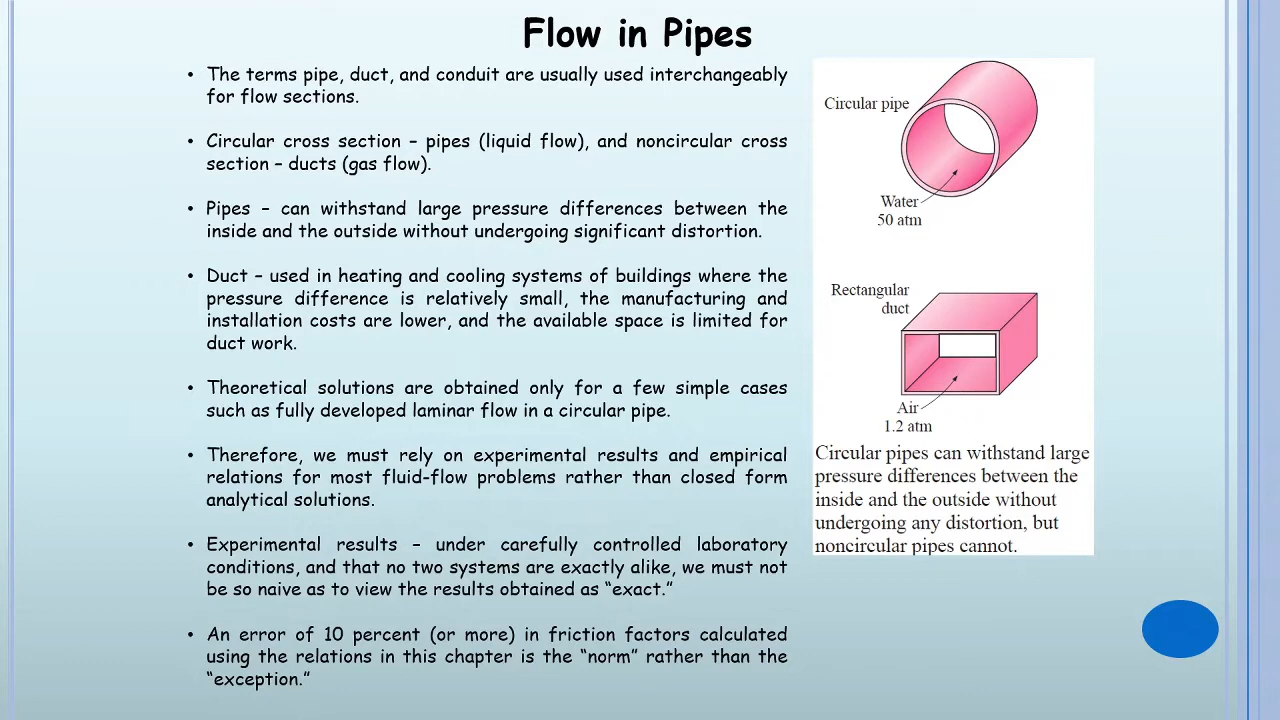 Flow in Pipes
• The terms pipe, duct, and conduit are usually used interchangeably
for flow sections.
• Circular cross section – pipes (liquid flow), and noncircular cross
section – ducts (gas flow).
• Pipes – can withstand large pressure differences between the
inside and the outside without undergoing significant distortion.
• Duct – used in heating and cooling systems of buildings where the
pressure difference is relatively small, the manufacturing and
installation costs are lower, and the available space is limited for
duct work.
• Theoretical solutions are obtained only for a few simple cases
such as fully developed laminar flow in a circular pipe.
• Therefore, we must rely on experimental results and empirical
relations for most fluid-flow problems rather than closed form
analytical solutions.
• Experimental results – under carefully controlled laboratory
conditions, and that no two systems are exactly alike, we must not
be so naive as to view the results obtained as “exact.”
• An error of 10 percent (or more) in friction factors calculated
using the relations in this chapter is the “norm” rather than the
“exception.”
Circular pipe
Water
50 atm
Rectangular
duct
Air
1.2 atm
Circular pipes can withstand large
pressure differences between the
inside and the outside without
undergoing any distortion, but
noncircular pipes cannot.